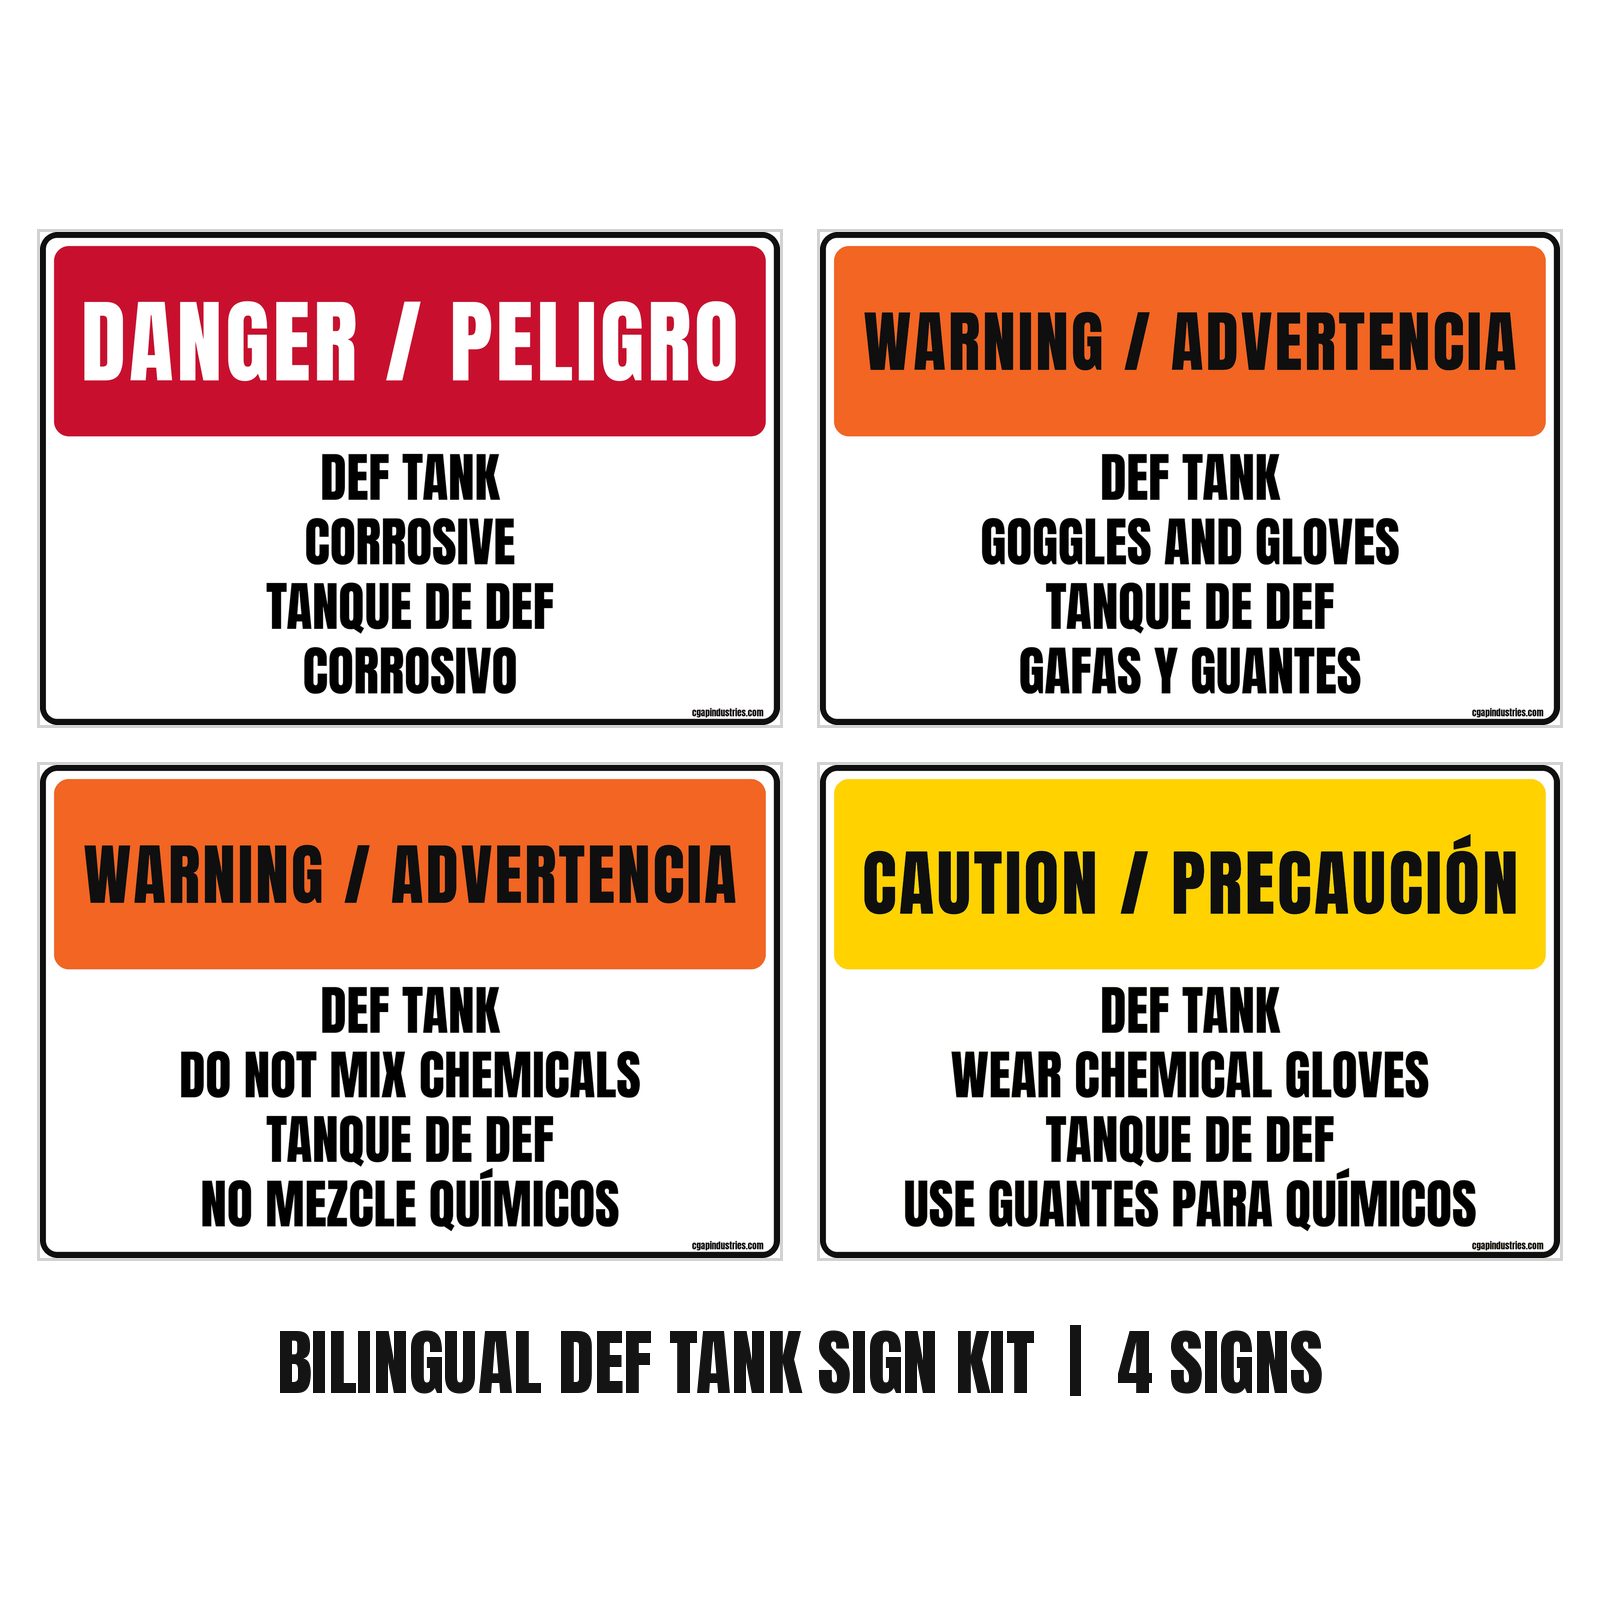 DANGER / PELIGRO
DEF TANK
CORROSIVE
TANQUE DE DEF
CORROSIVO
cgapindustries.com
WARNING / ADVERTENCIA
DEF TANK
GOGGLES AND GLOVES
TANQUE DE DEF
GAFAS Y GUANTES
cgapindustries.com
WARNING / ADVERTENCIA
DEF TANK
DO NOT MIX CHEMICALS
TANQUE DE DEF
NO MEZCLE QUÍMICOS
cgapindustries.com
CAUTION / PRECAUCIÓN
DEF TANK
WEAR CHEMICAL GLOVES
TANQUE DE DEF
USE GUANTES PARA QUÍMICOS
cgapindustries.com
BILINGUAL DEF TANK SIGN KIT | 4 SIGNS